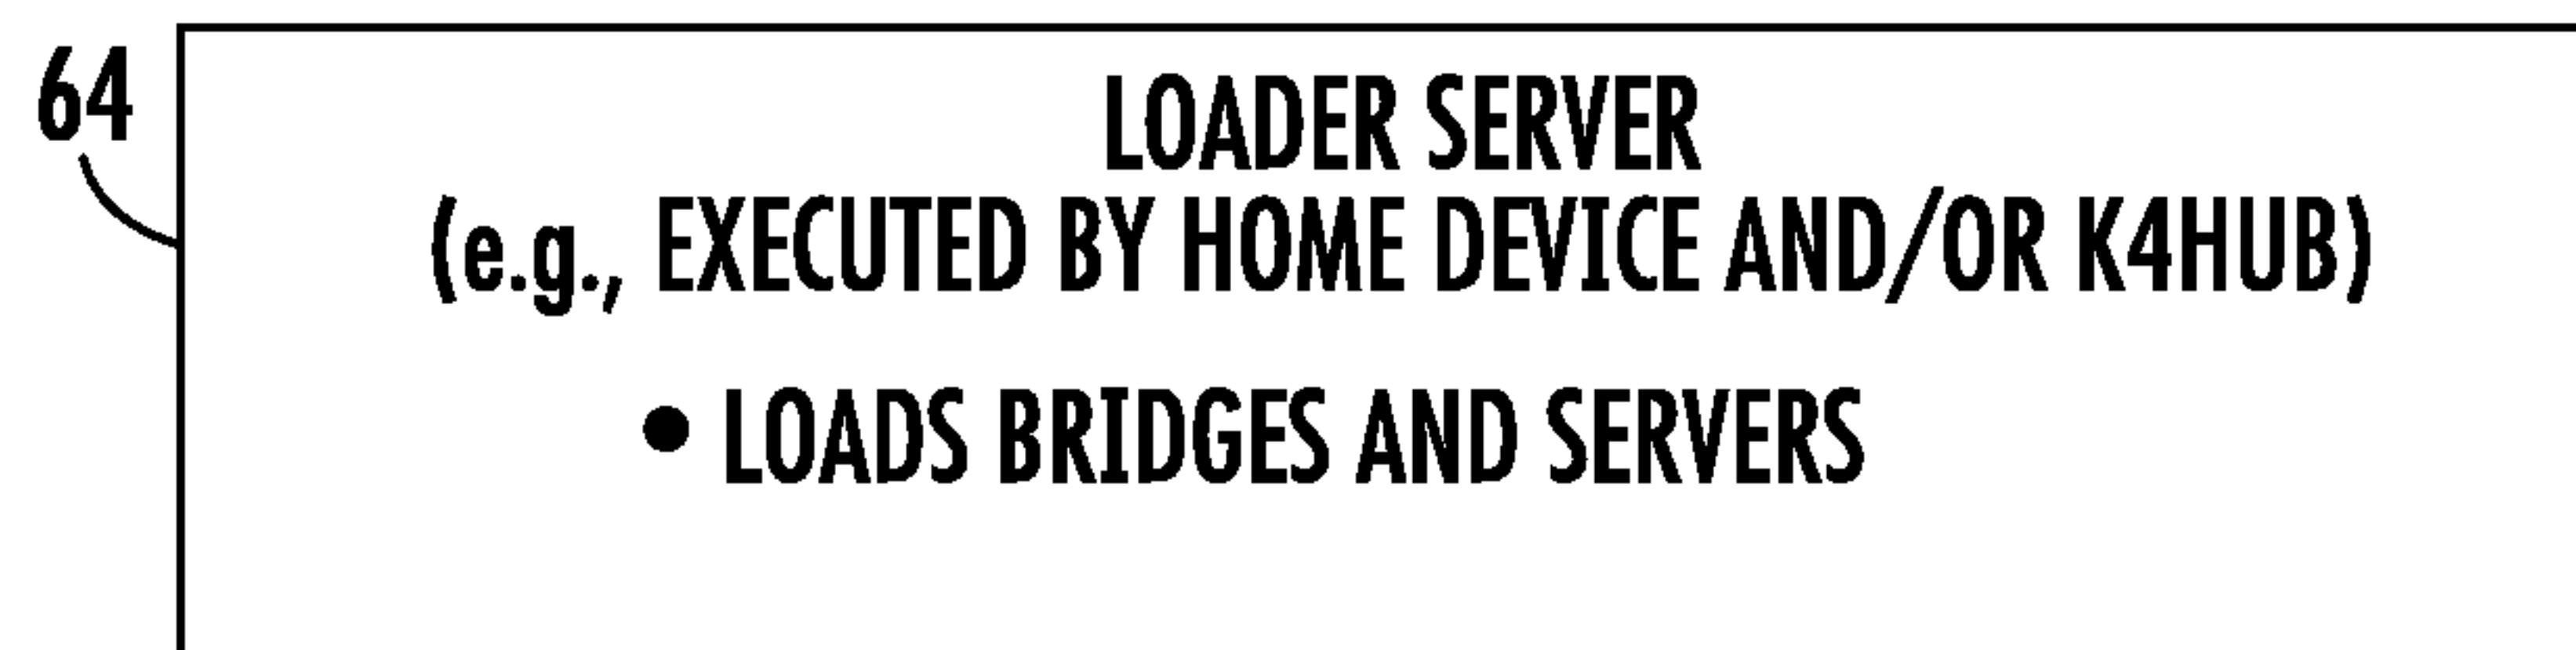 64
LOADER SERVER
(e.g., EXECUTED BY HOME DEVICE AND/OR K4HUB)
• LOADS BRIDGES AND SERVERS